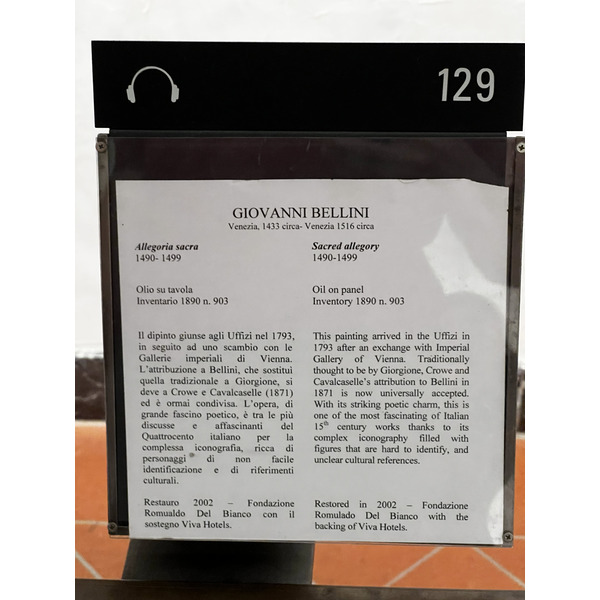 129
GIOVANNI BELLINI
Venezia, 1433 circa- Venezia 1516 circa
Allegoria sacra
1490- 1499
Olio su tavola
Inventario 1890 n. 903
Il dipinto giunse agli Uffizi nel 1793,
in seguito ad uno scambio con le
Gallerie imperiali di Vienna.
L'attribuzione a Bellini, che sostituì
quella tradizionale a Giorgione, si
deve a Crowe e Cavalcaselle (1871)
ed è ormai condivisa. L'opera, di
grande fascino poetico, è tra le più
discusse e affascinanti del
Quattrocento italiano per la
complessa iconografia, ricca di
personaggi di non facile
identificazione e di riferimenti
culturali.
Restauro 2002 – Fondazione
Romualdo Del Bianco con il
sostegno Viva Hotels.
Sacred allegory
1490-1499
Oil on panel
Inventory 1890 n. 903
This painting arrived in the Uffizi in
1793 after an exchange with Imperial
Gallery of Vienna. Traditionally
thought to be by Giorgione, Crowe and
Cavalcaselle's attribution to Bellini in
1871 is now universally accepted.
With its striking poetic charm, this is
one of the most fascinating of Italian
15th century works thanks to its
complex iconography filled with
figures that are hard to identify, and
unclear cultural references.
Restored in 2002 – Fondazione
Romulado Del Bianco with the
backing of Viva Hotels.